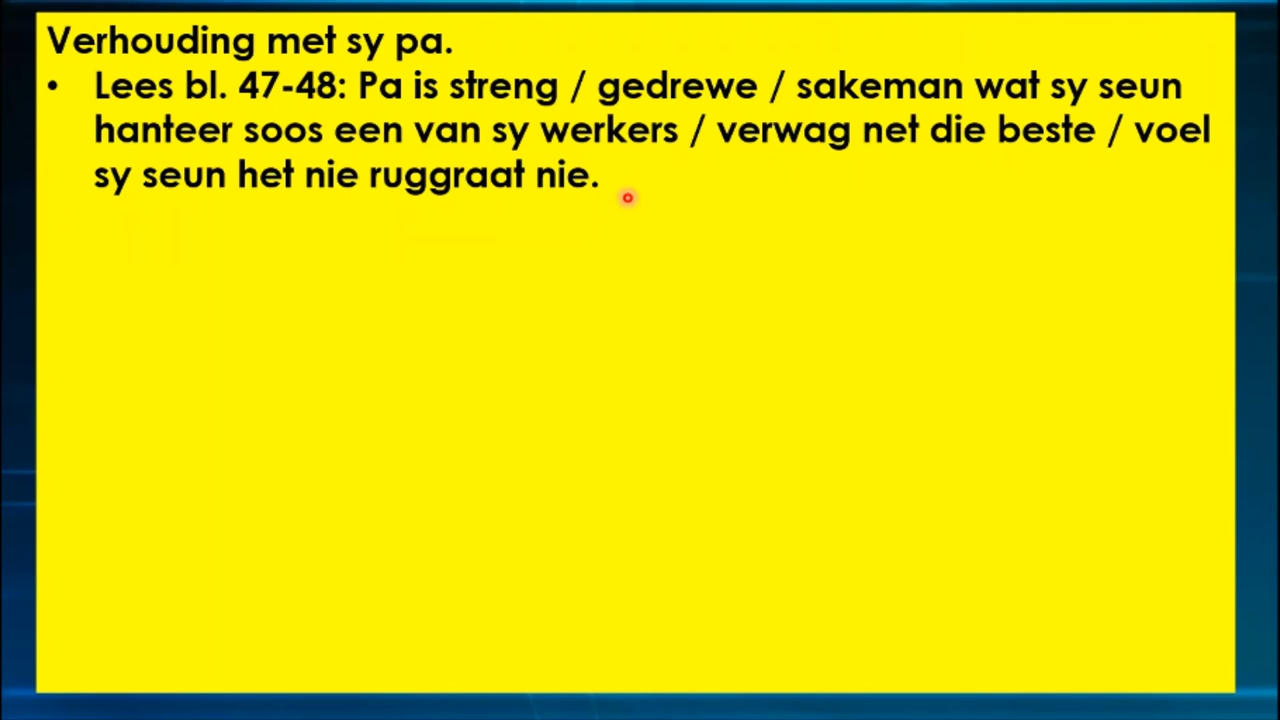 Verhouding met sy pa.
• Lees bl. 47-48: Pa is streng / gedrewe / sakeman wat sy seun
hanteer soos een van sy werkers / verwag net die beste / voel
sy seun het nie ruggraat nie.